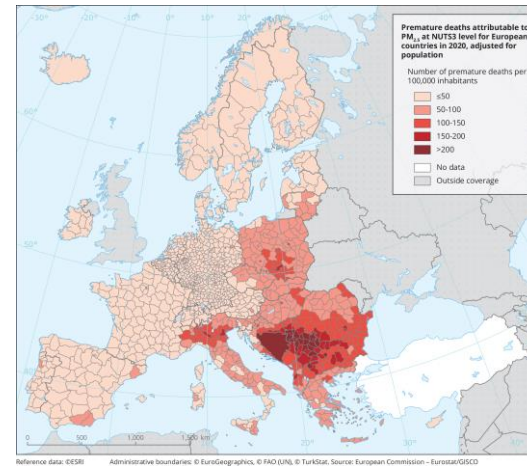 Premature deaths attributable to
PM2.5 at NUTS3 level for European
countries in 2020, adjusted for
population
Number of premature deaths per
100,000 inhabitants
≤50
50-100
100-150
150-200
>200
No data
Outside coverage
0 500 1,000 1,500 km
Reference data: ©ESRI Administrative boundaries: © EuroGeographics, © FAO (UN), © TurkStat, Source: European Commission – Eurostat/GISCO